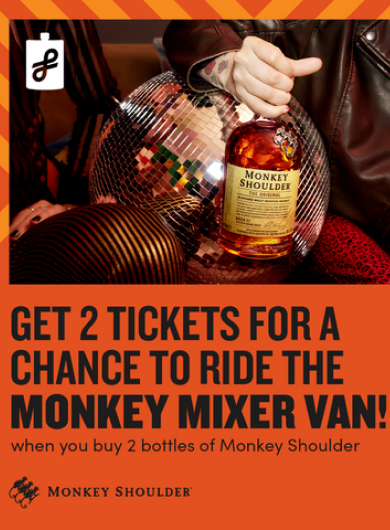 MONKEY
SHOULDER
THE ORIGINAL
GET 2 TICKETS FOR A
CHANCE TO RIDE THE
MONKEY MIXER VAN!
when you buy 2 bottles of Monkey Shoulder
MONKEY SHOULDER